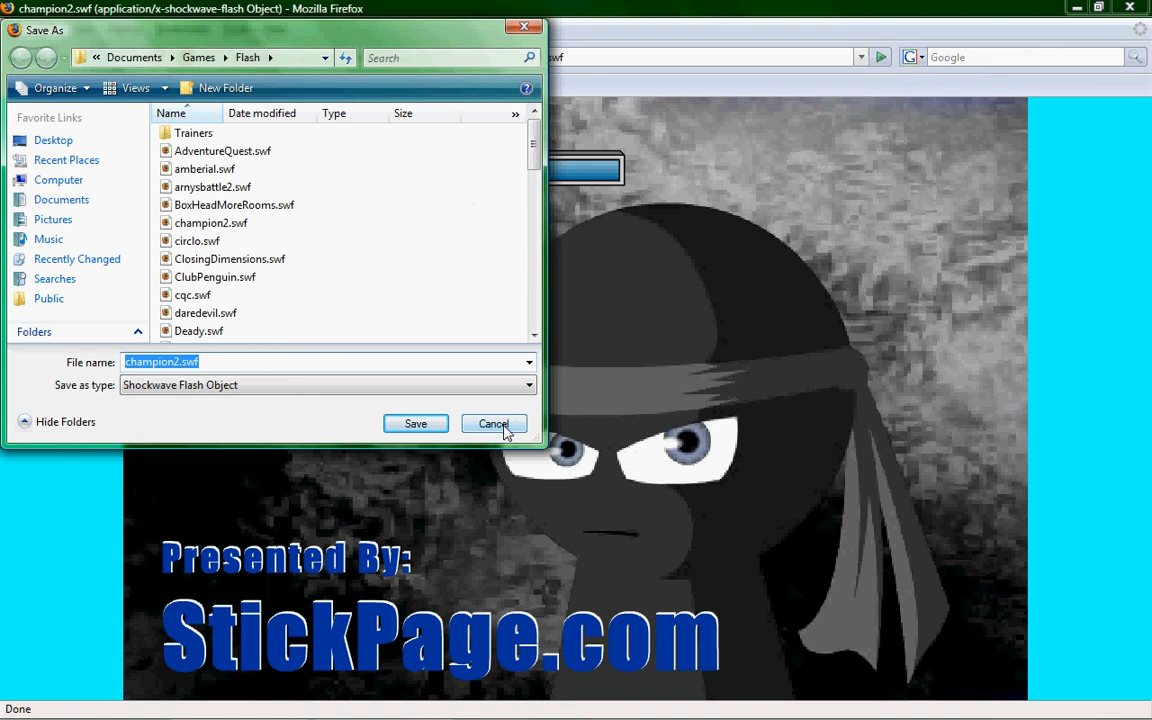 champion2.swf (application/x-shockwave-flash Object) - Mozilla Firefox
Save As
« Documents Games Flash
Search
swf
G
Google
Organize Views New Folder
Favorite Links
Desktop
Recent Places
Computer
Documents
Pictures
Music
Recently Changed
Searches
Public
Folders
Name Date modified Type Size »
Trainers
AdventureQuest.swf
amberial.swf
arnysbattle2.swf
BoxHeadMoreRooms.swf
champion2.swf
circlo.swf
ClosingDimensions.swf
ClubPenguin.swf
cqc.swf
daredevil.swf
Deady.swf
File name: champion2.swf
Save as type: Shockwave Flash Object
Hide Folders
Save
Cancel
Presented By:
StickPage.com
Done